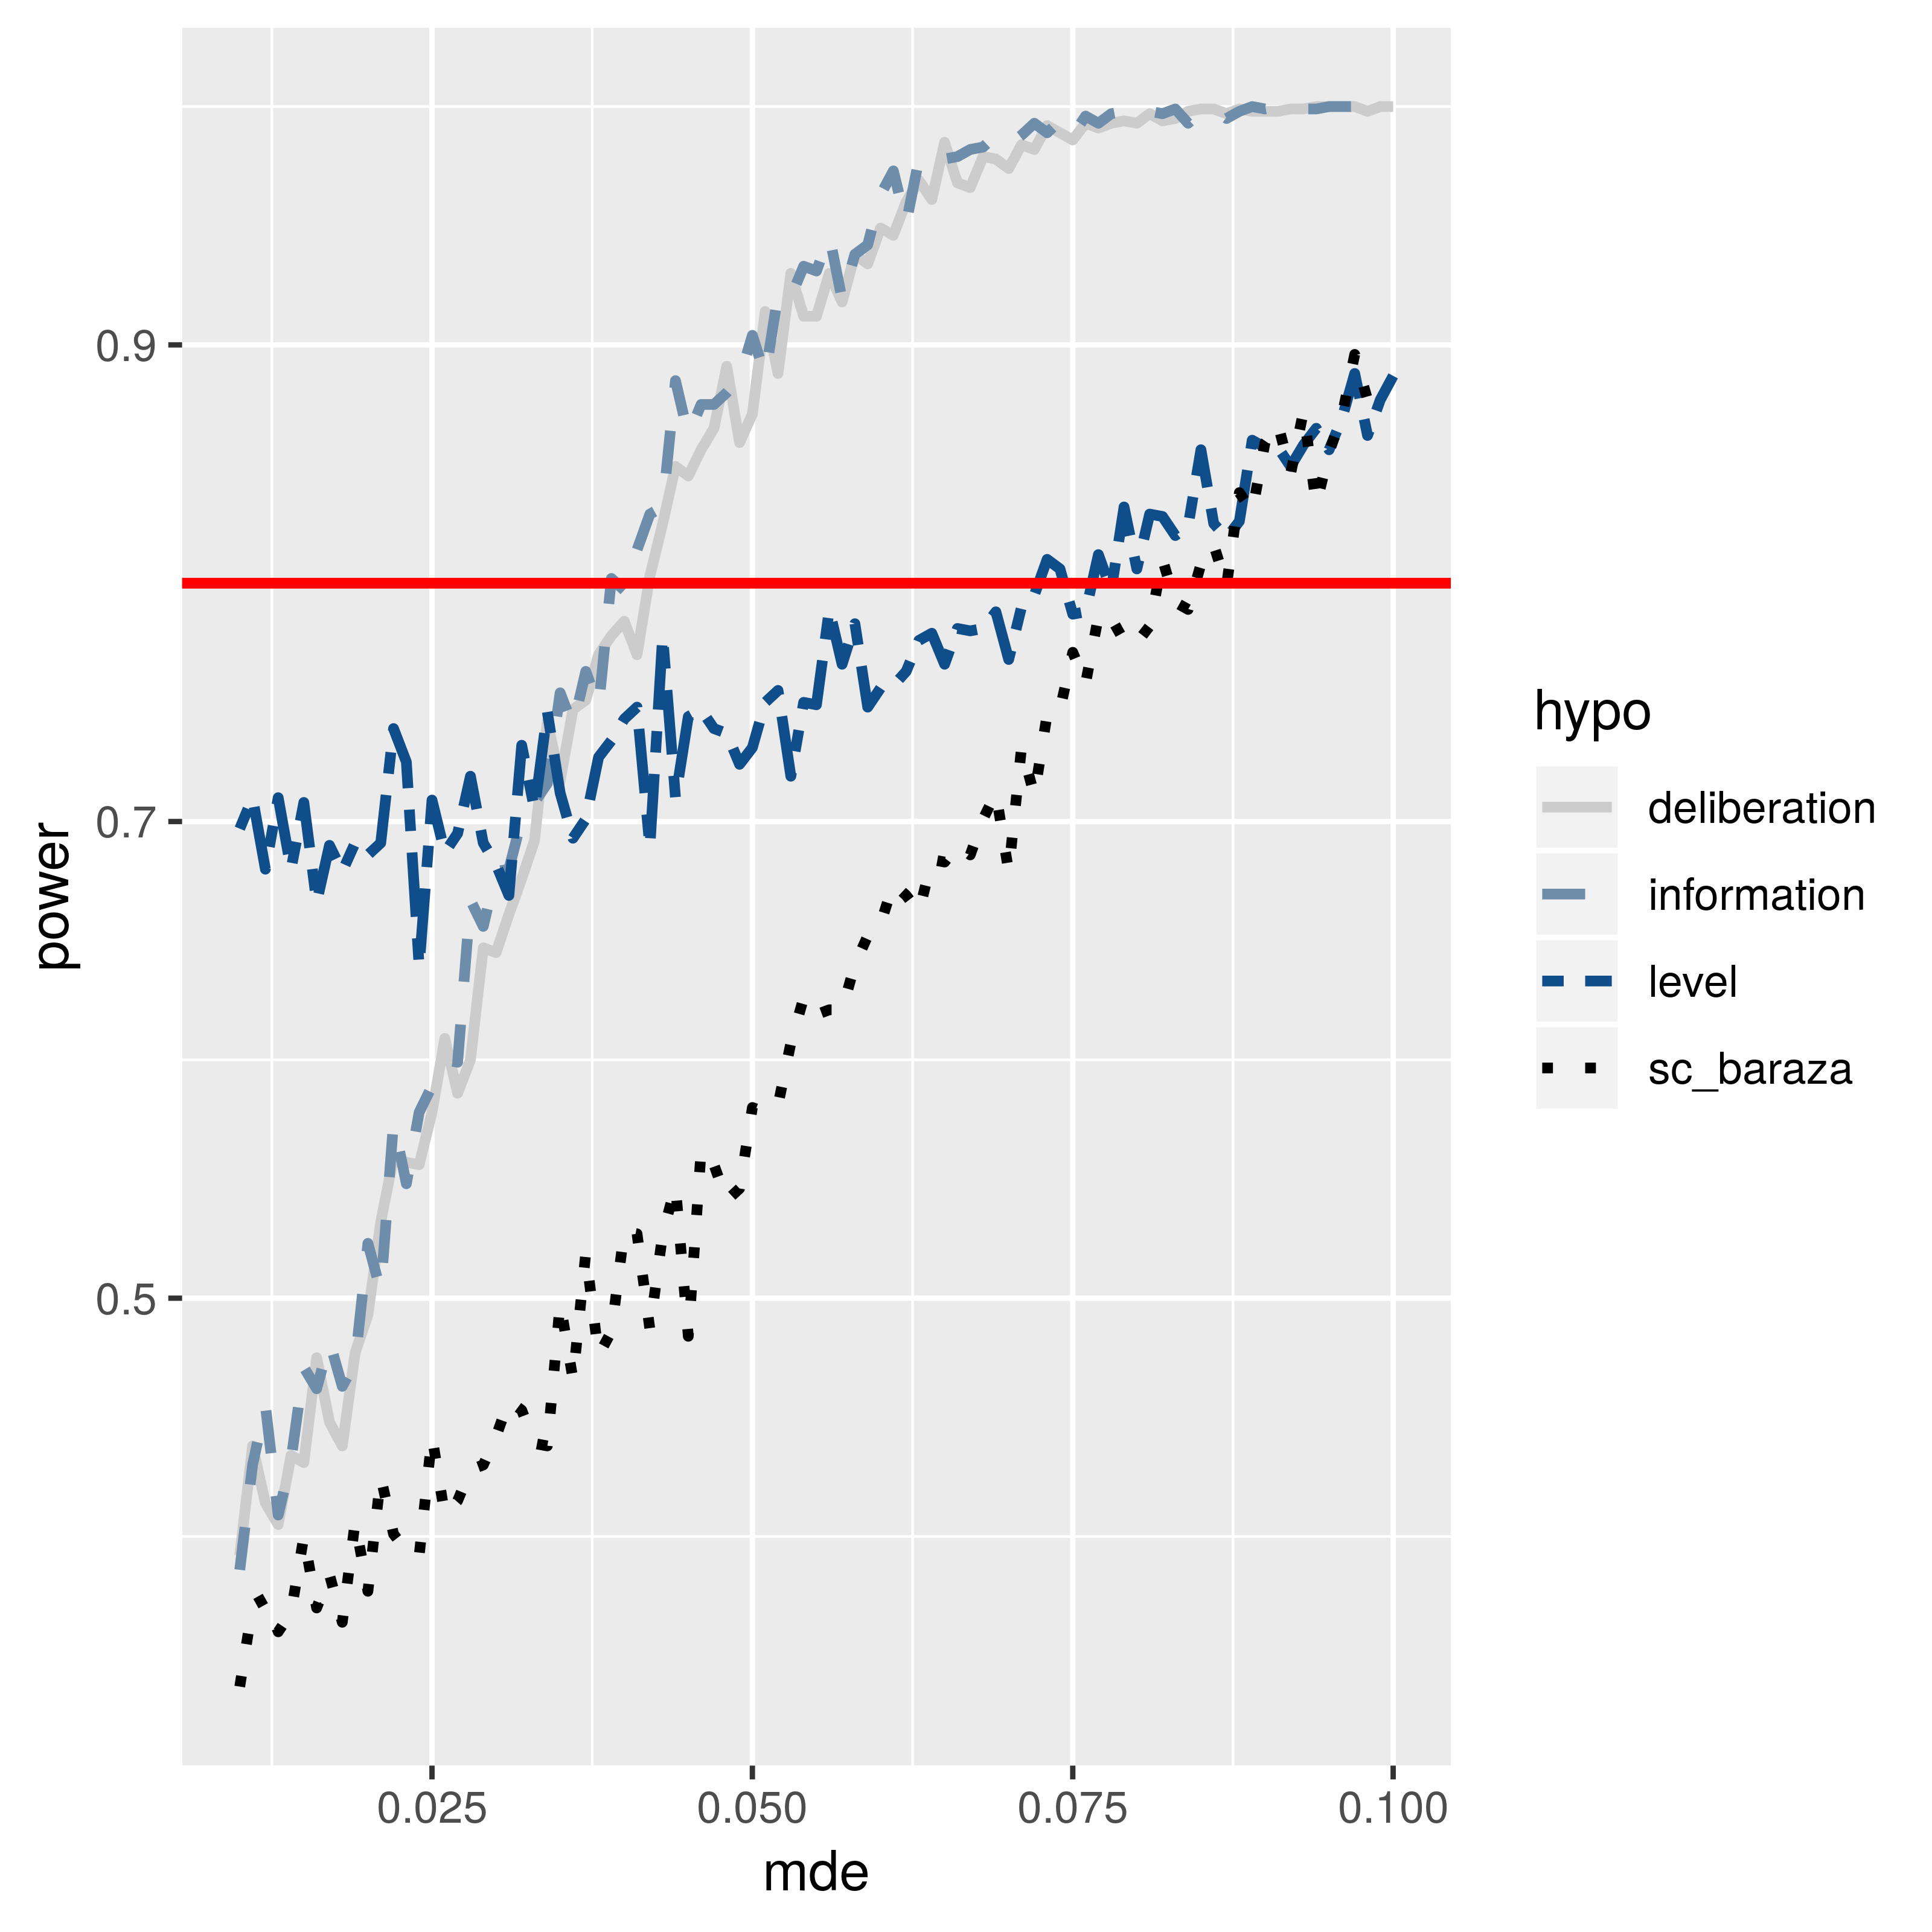 0.9
0.7
0.5
power
0.025
0.050
0.075
0.100
mde
hypo
deliberation
information
level
sc_baraza